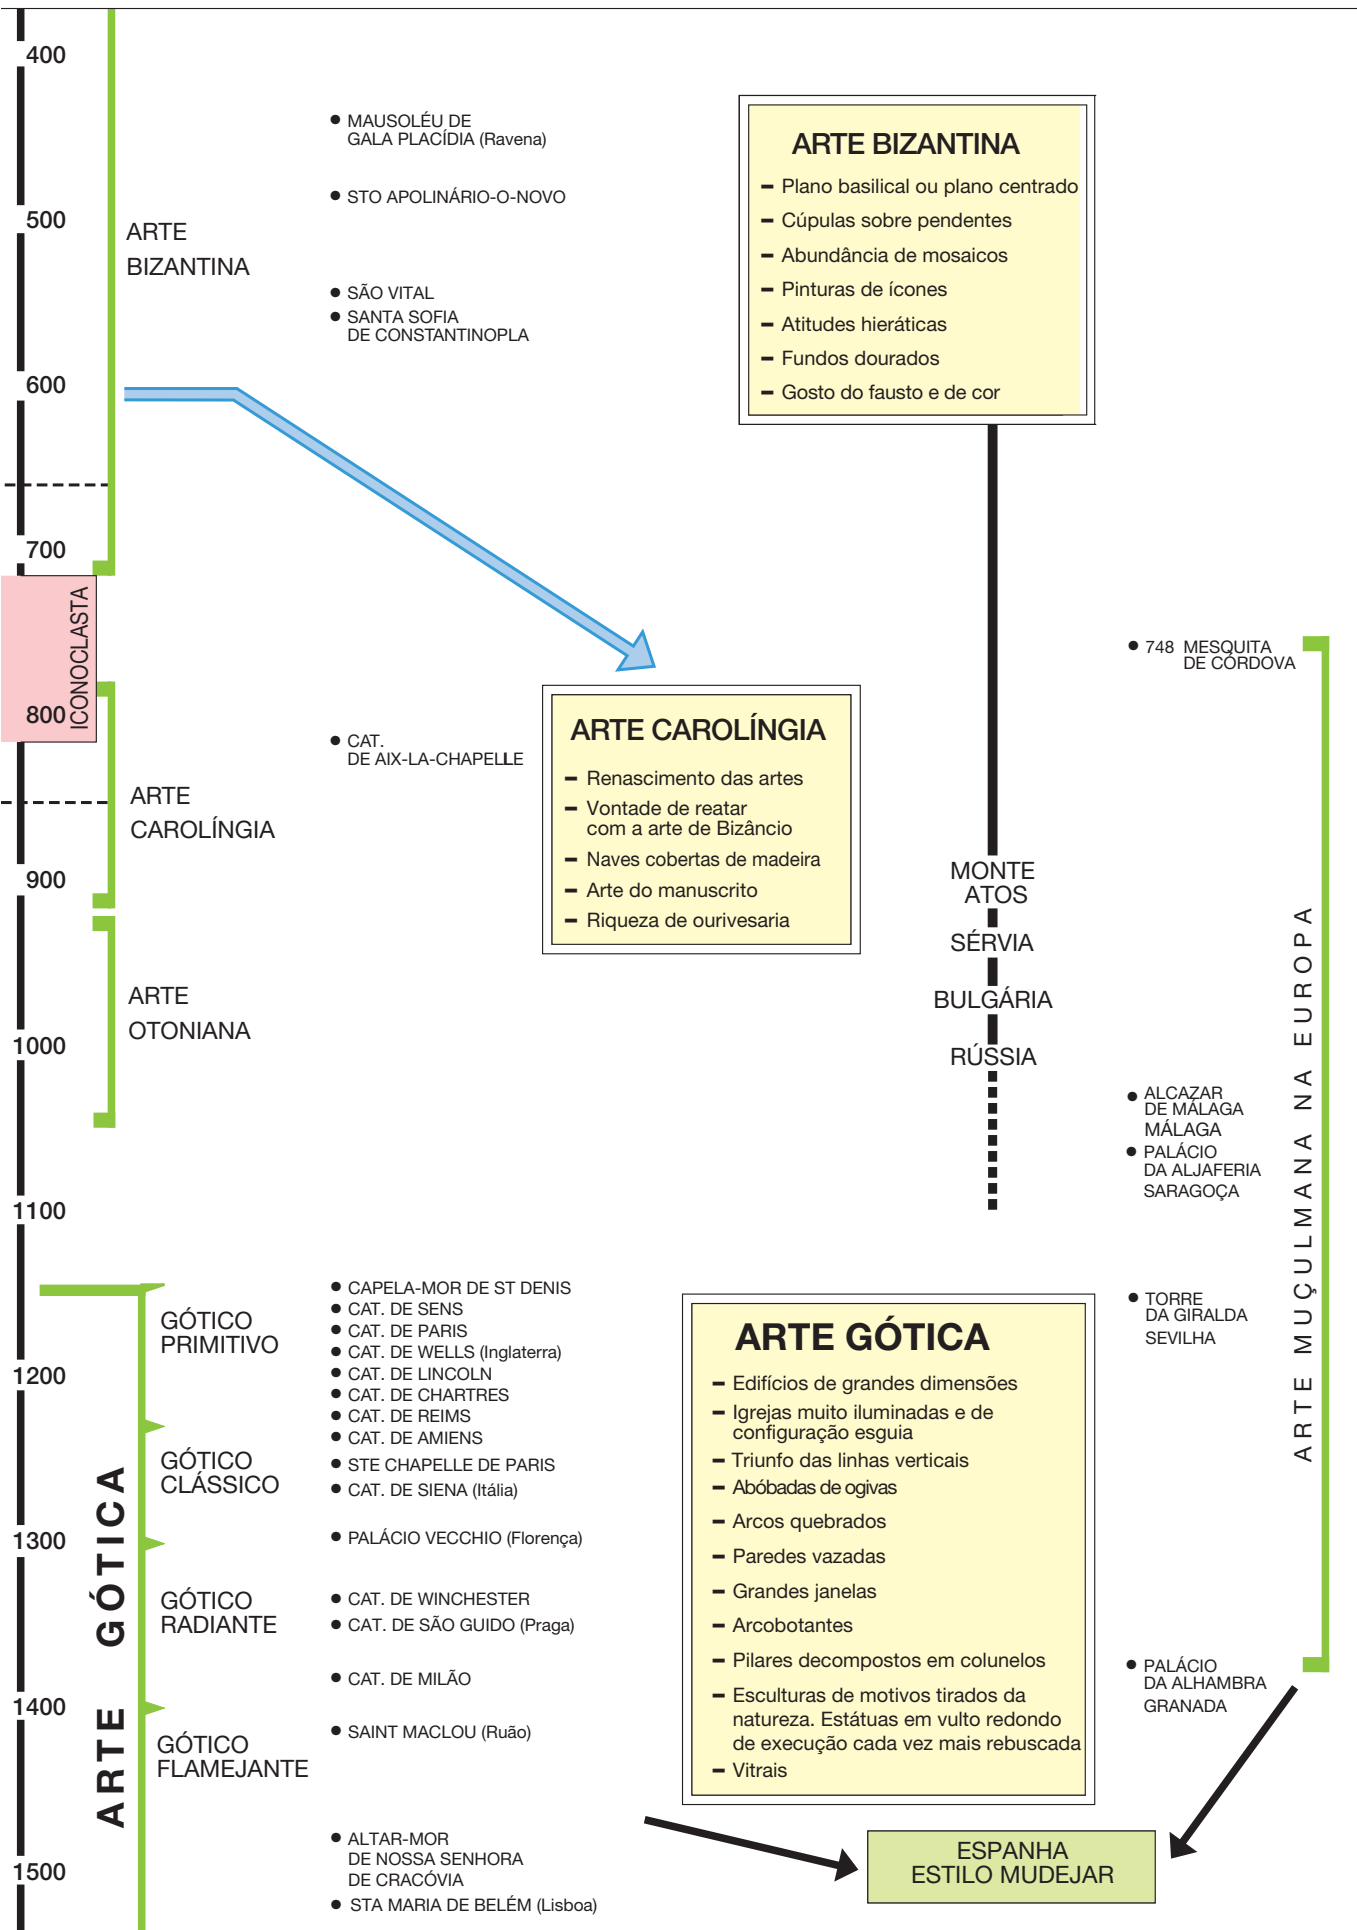 400
500
600
700
800
900
1000
1100
1200
1300
1400
1500
ICONOCLASTA
ARTE
BIZANTINA
ARTE
CAROLÍNGIA
ARTE
OTONIANA
ARTE GÓTICA
GÓTICO
PRIMITIVO
GÓTICO
CLÁSSICO
GÓTICO
RADIANTE
GÓTICO
FLAMEJANTE
• MAUSOLÉU DE
GALA PLACÍDIA (Ravena)
• STO APOLINÁRIO-O-NOVO
• SÃO VITAL
• SANTA SOFIA
DE CONSTANTINOPLA
• CAT.
DE AIX-LA-CHAPELLE
• CAPELA-MOR DE ST DENIS
• CAT. DE SENS
• CAT. DE PARIS
• CAT. DE WELLS (Inglaterra)
• CAT. DE LINCOLN
• CAT. DE CHARTRES
• CAT. DE REIMS
• CAT. DE AMIENS
• STE CHAPELLE DE PARIS
• CAT. DE SIENA (Itália)
• PALÁCIO VECCHIO (Florença)
• CAT. DE WINCHESTER
• CAT. DE SÃO GUIDO (Praga)
• CAT. DE MILÃO
• SAINT MACLOU (Ruão)
• ALTAR-MOR
DE NOSSA SENHORA
DE CRACÓVIA
• STA MARIA DE BELÉM (Lisboa)
ARTE BIZANTINA
– Plano basilical ou plano centrado
– Cúpulas sobre pendentes
– Abundância de mosaicos
– Pinturas de ícones
– Atitudes hieráticas
– Fundos dourados
– Gosto do fausto e de cor
ARTE CAROLÍNGIA
– Renascimento das artes
– Vontade de reatar
com a arte de Bizâncio
– Naves cobertas de madeira
– Arte do manuscrito
– Riqueza de ourivesaria
MONTE
ATOS
SÉRVIA
BULGÁRIA
RÚSSIA
ARTE GÓTICA
– Edifícios de grandes dimensões
– Igrejas muito iluminadas e de
configuração esguia
– Triunfo das linhas verticais
– Abóbadas de ogivas
– Arcos quebrados
– Paredes vazadas
– Grandes janelas
– Arcobotantes
– Pilares decompostos em colunelos
– Esculturas de motivos tirados da
natureza. Estátuas em vulto redondo
de execução cada vez mais rebuscada
– Vitrais
• 748 MESQUITA
DE CÓRDOVA
• ALCAZAR
DE MÁLAGA
MÁLAGA
• PALÁCIO
DA ALJAFERIA
SARAGOÇA
• TORRE
DA GIRALDA
SEVILHA
• PALÁCIO
DA ALHAMBRA
GRANADA
ARTE MUÇULMANA NA EUROPA
ESPANHA
ESTILO MUDEJAR